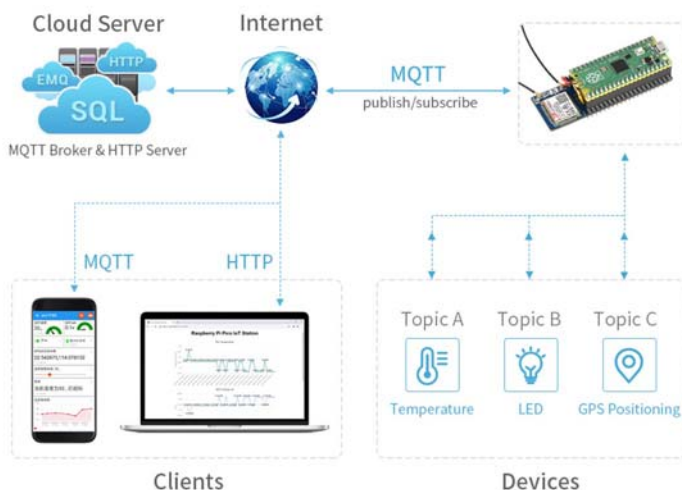 Cloud Server
Internet
HTTP
EMQ
SQL
MQTT Broker & HTTP Server
MQTT
publish/subscribe
MQTT
HTTP
Raspberry Pi Pico IoT Station
Topic A
Topic B
Topic C
Temperature
LED
GPS Positioning
Clients
Devices